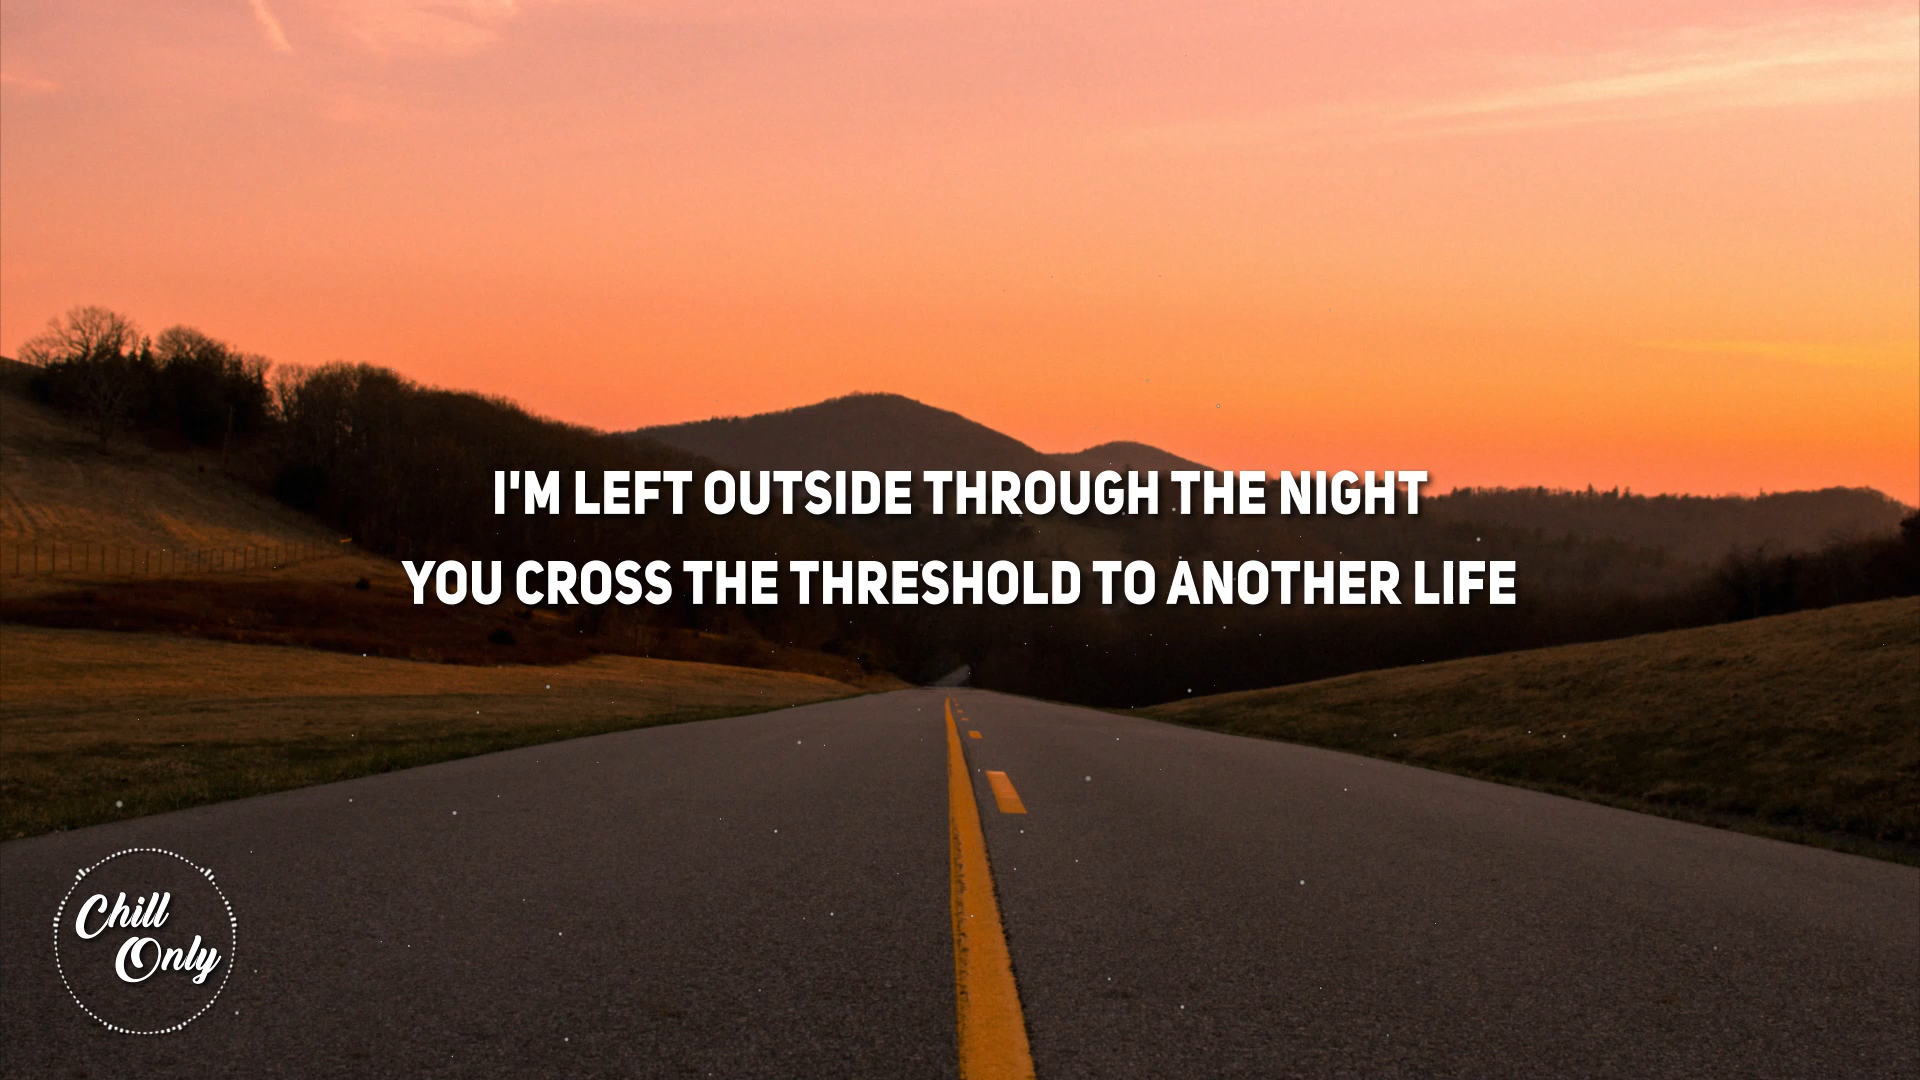 I'M LEFT OUTSIDE THROUGH THE NIGHT
YOU CROSS THE THRESHOLD TO ANOTHER LIFE
Chill
Only